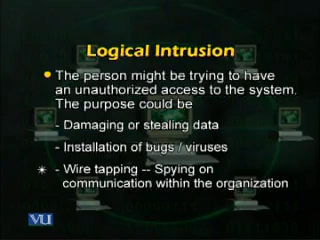 Logical Intrusion
• The person might be trying to have
an unauthorized access to the system.
The purpose could be
- Damaging or stealing data
- Installation of bugs / viruses
✴ - Wire tapping -- Spying on
communication within the organization
VU